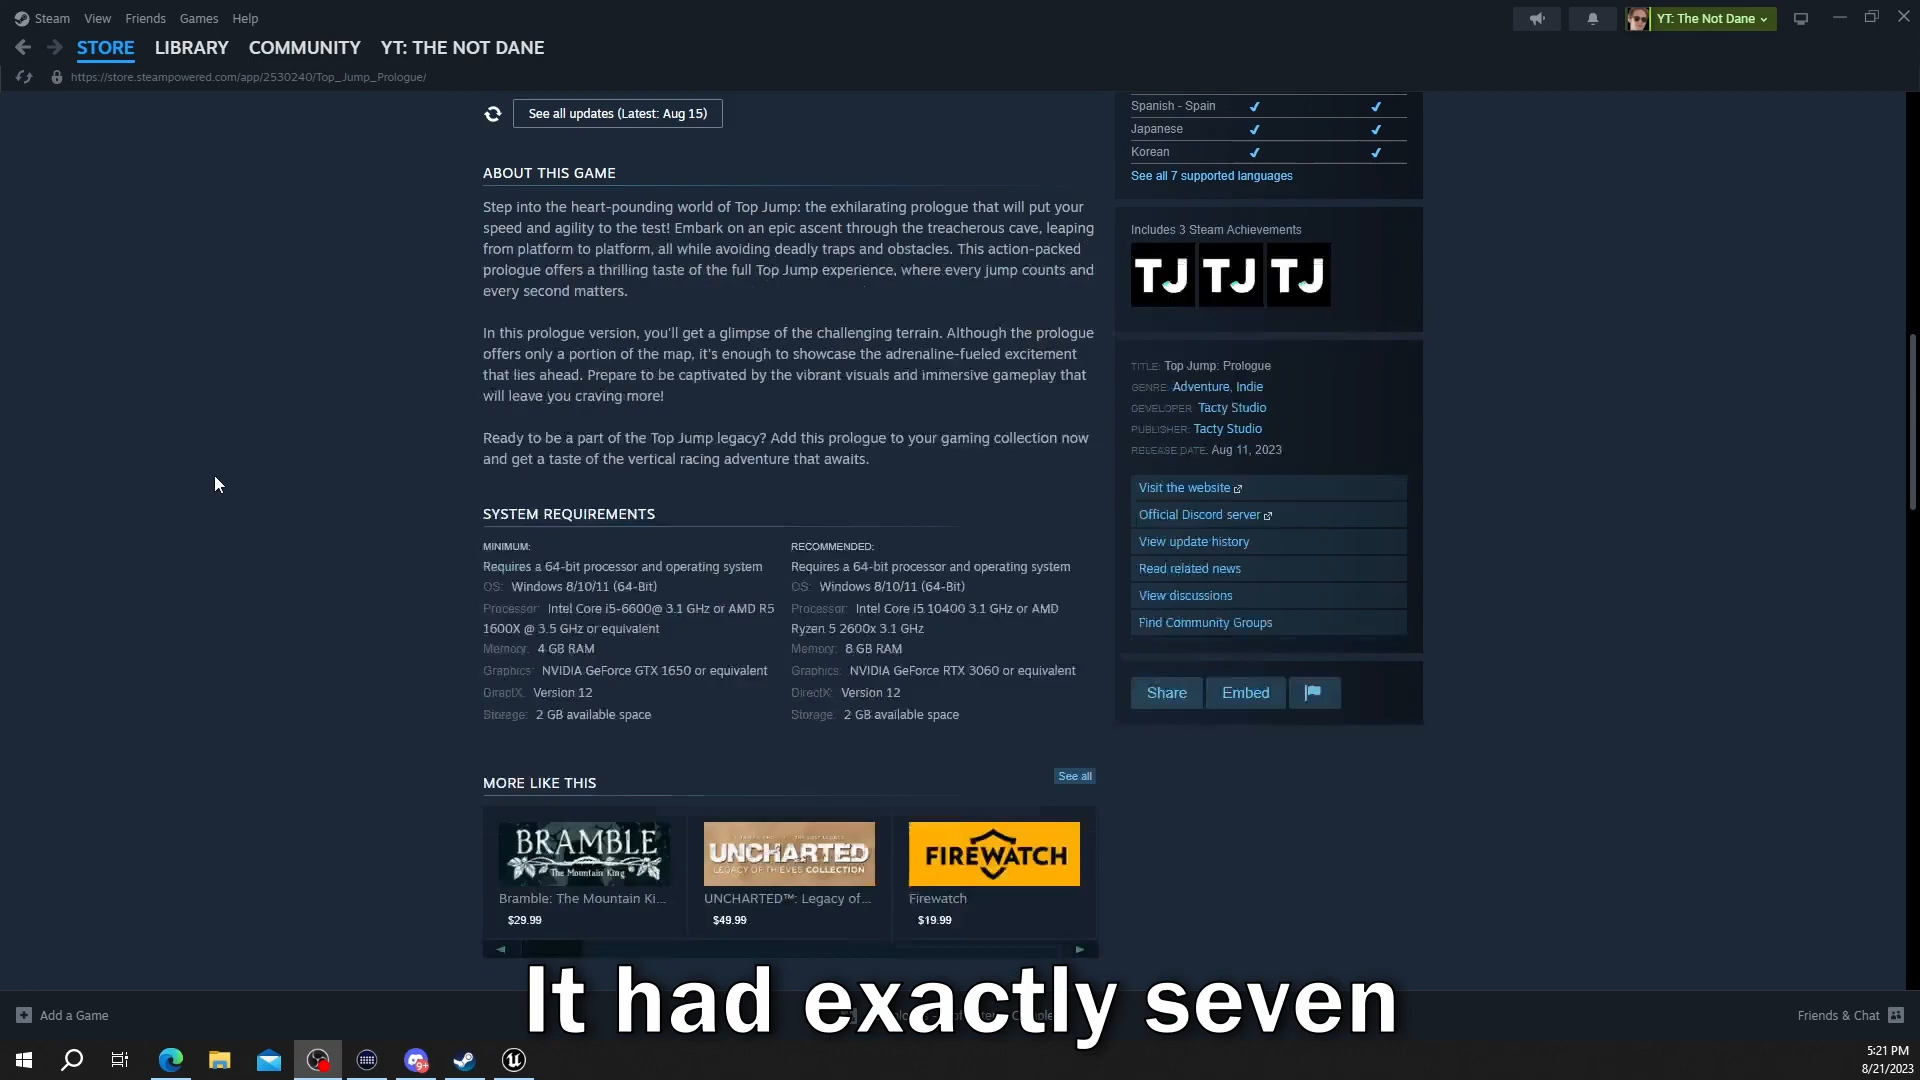 Steam View Friends Games Help
YT: The Not Dane
STORE LIBRARY COMMUNITY YT: THE NOT DANE
https://store.steampowered.com/app/2530240/Top_Jump_Prologue/
See all updates (Latest: Aug 15)
ABOUT THIS GAME
Step into the heart-pounding world of Top Jump: the exhilarating prologue that will put your
speed and agility to the test! Embark on an epic ascent through the treacherous cave, leaping
from platform to platform, all while avoiding deadly traps and obstacles. This action-packed
prologue offers a thrilling taste of the full Top Jump experience, where every jump counts and
every second matters.
In this prologue version, you'll get a glimpse of the challenging terrain. Although the prologue
offers only a portion of the map, it's enough to showcase the adrenaline-fueled excitement
that lies ahead. Prepare to be captivated by the vibrant visuals and immersive gameplay that
will leave you craving more!
Ready to be a part of the Top Jump legacy? Add this prologue to your gaming collection now
and get a taste of the vertical racing adventure that awaits.
SYSTEM REQUIREMENTS
MINIMUM:
Requires a 64-bit processor and operating system
OS: Windows 8/10/11 (64-Bit)
Processor: Intel Core i5-6600@ 3.1 GHz or AMD R5
1600X @ 3.5 GHz or equivalent
Memory: 4 GB RAM
Graphics: NVIDIA GeForce GTX 1650 or equivalent
DirectX: Version 12
Storage: 2 GB available space
RECOMMENDED:
Requires a 64-bit processor and operating system
OS: Windows 8/10/11 (64-Bit)
Processor: Intel Core i5 10400 3.1 GHz or AMD
Ryzen 5 2600x 3.1 GHz
Memory: 8 GB RAM
Graphics: NVIDIA GeForce RTX 3060 or equivalent
DirectX: Version 12
Storage: 2 GB available space
MORE LIKE THIS
See all
BRAMBLE
The Mountain King
Bramble: The Mountain Ki...
$29.99
UNCHARTED
LEGACY OF THIEVES COLLECTION
UNCHARTED™: Legacy of...
$49.99
FIREWATCH
Firewatch
$19.99
Spanish - Spain
Japanese
Korean
See all 7 supported languages
Includes 3 Steam Achievements
TJ TJ TJ
TITLE: Top Jump: Prologue
GENRE: Adventure, Indie
DEVELOPER: Tacty Studio
PUBLISHER: Tacty Studio
RELEASE DATE: Aug 11, 2023
Visit the website
Official Discord server
View update history
Read related news
View discussions
Find Community Groups
Share Embed
It had exactly seven
Add a Game
Friends & Chat
9+
5:21 PM
8/21/2023